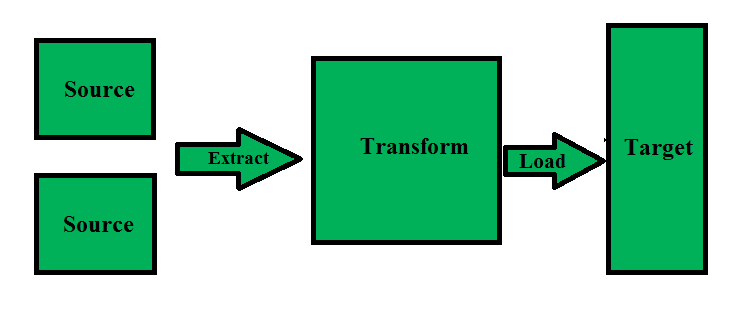 Source
Source
Extract
Transform
Load
Target